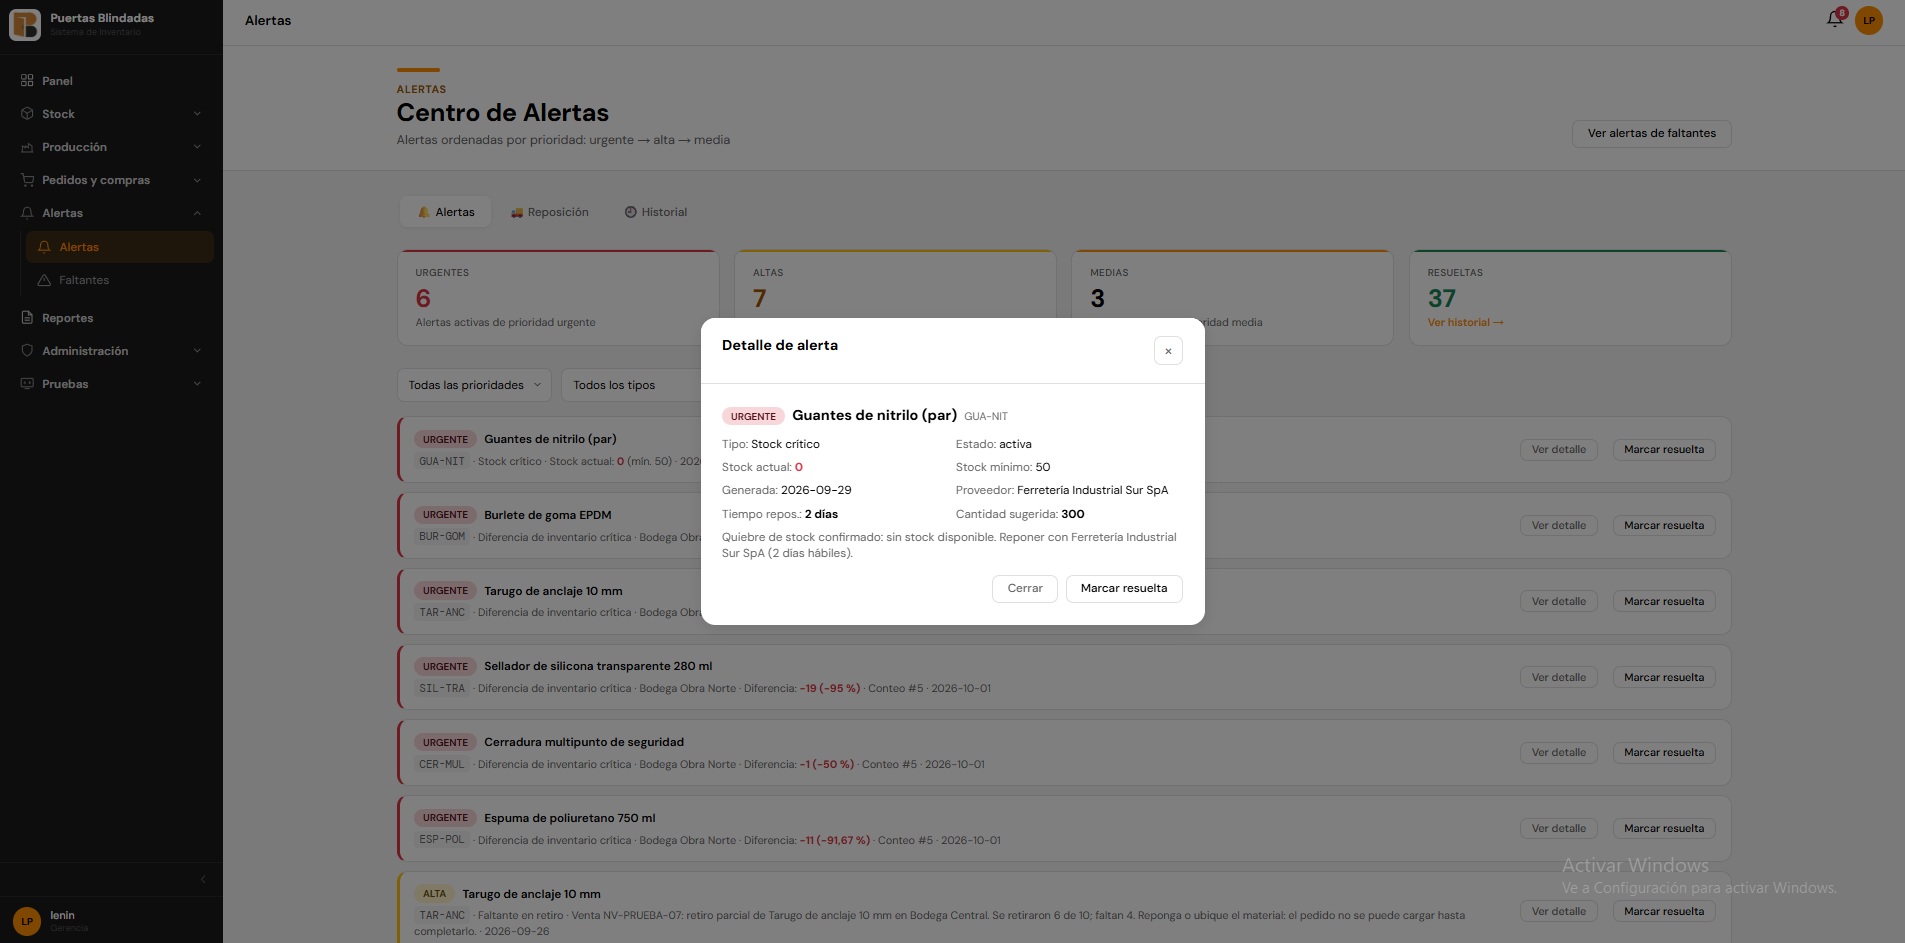 Puertas Blindadas
Sistema de Inventario
Panel
Stock
Producción
Pedidos y compras
Alertas
Alertas
Faltantes
Reportes
Administración
Pruebas
LP
lenin
Gerencia
Alertas
8
LP
ALERTAS
Centro de Alertas
Alertas ordenadas por prioridad: urgente → alta → media
Ver alertas de faltantes
Alertas
Reposición
Historial
URGENTES
6
Alertas activas de prioridad urgente
ALTAS
7
MEDIAS
3
ridad media
RESUELTAS
37
Ver historial →
Todas las prioridades
Todos los tipos
Detalle de alerta
×
URGENTE Guantes de nitrilo (par) GUA-NIT
Tipo: Stock crítico Estado: activa
Stock actual: 0 Stock mínimo: 50
Generada: 2026-09-29 Proveedor: Ferretería Industrial Sur SpA
Tiempo repos.: 2 días Cantidad sugerida: 300
Quiebre de stock confirmado: sin stock disponible. Reponer con Ferretería Industrial
Sur SpA (2 días hábiles).
Cerrar Marcar resuelta
URGENTE Guantes de nitrilo (par)
GUA-NIT · Stock crítico · Stock actual: 0 (mín. 50) · 202
Ver detalle Marcar resuelta
URGENTE Burlete de goma EPDM
BUR-GOM · Diferencia de inventario crítica · Bodega Obra
Ver detalle Marcar resuelta
URGENTE Tarugo de anclaje 10 mm
TAR-ANC · Diferencia de inventario crítica · Bodega Obra
Ver detalle Marcar resuelta
URGENTE Sellador de silicona transparente 280 ml
SIL-TRA · Diferencia de inventario crítica · Bodega Obra Norte · Diferencia: -19 (-95 %) · Conteo #5 · 2026-10-01
Ver detalle Marcar resuelta
URGENTE Cerradura multipunto de seguridad
CER-MUL · Diferencia de inventario crítica · Bodega Obra Norte · Diferencia: -1 (-50 %) · Conteo #5 · 2026-10-01
Ver detalle Marcar resuelta
URGENTE Espuma de poliuretano 750 ml
ESP-POL · Diferencia de inventario crítica · Bodega Obra Norte · Diferencia: -11 (-91,67 %) · Conteo #5 · 2026-10-01
Ver detalle Marcar resuelta
ALTA Tarugo de anclaje 10 mm
TAR-ANC · Faltante en retiro · Venta NV-PRUEBA-07: retiro parcial de Tarugo de anclaje 10 mm en Bodega Central. Se retiraron 6 de 10; faltan 4. Reponga o ubique el material: el pedido no se puede cargar hasta
completarlo. · 2026-09-26
Ver detalle Marcar resuelta
Activar Windows
Ve a Configuración para activar Windows.